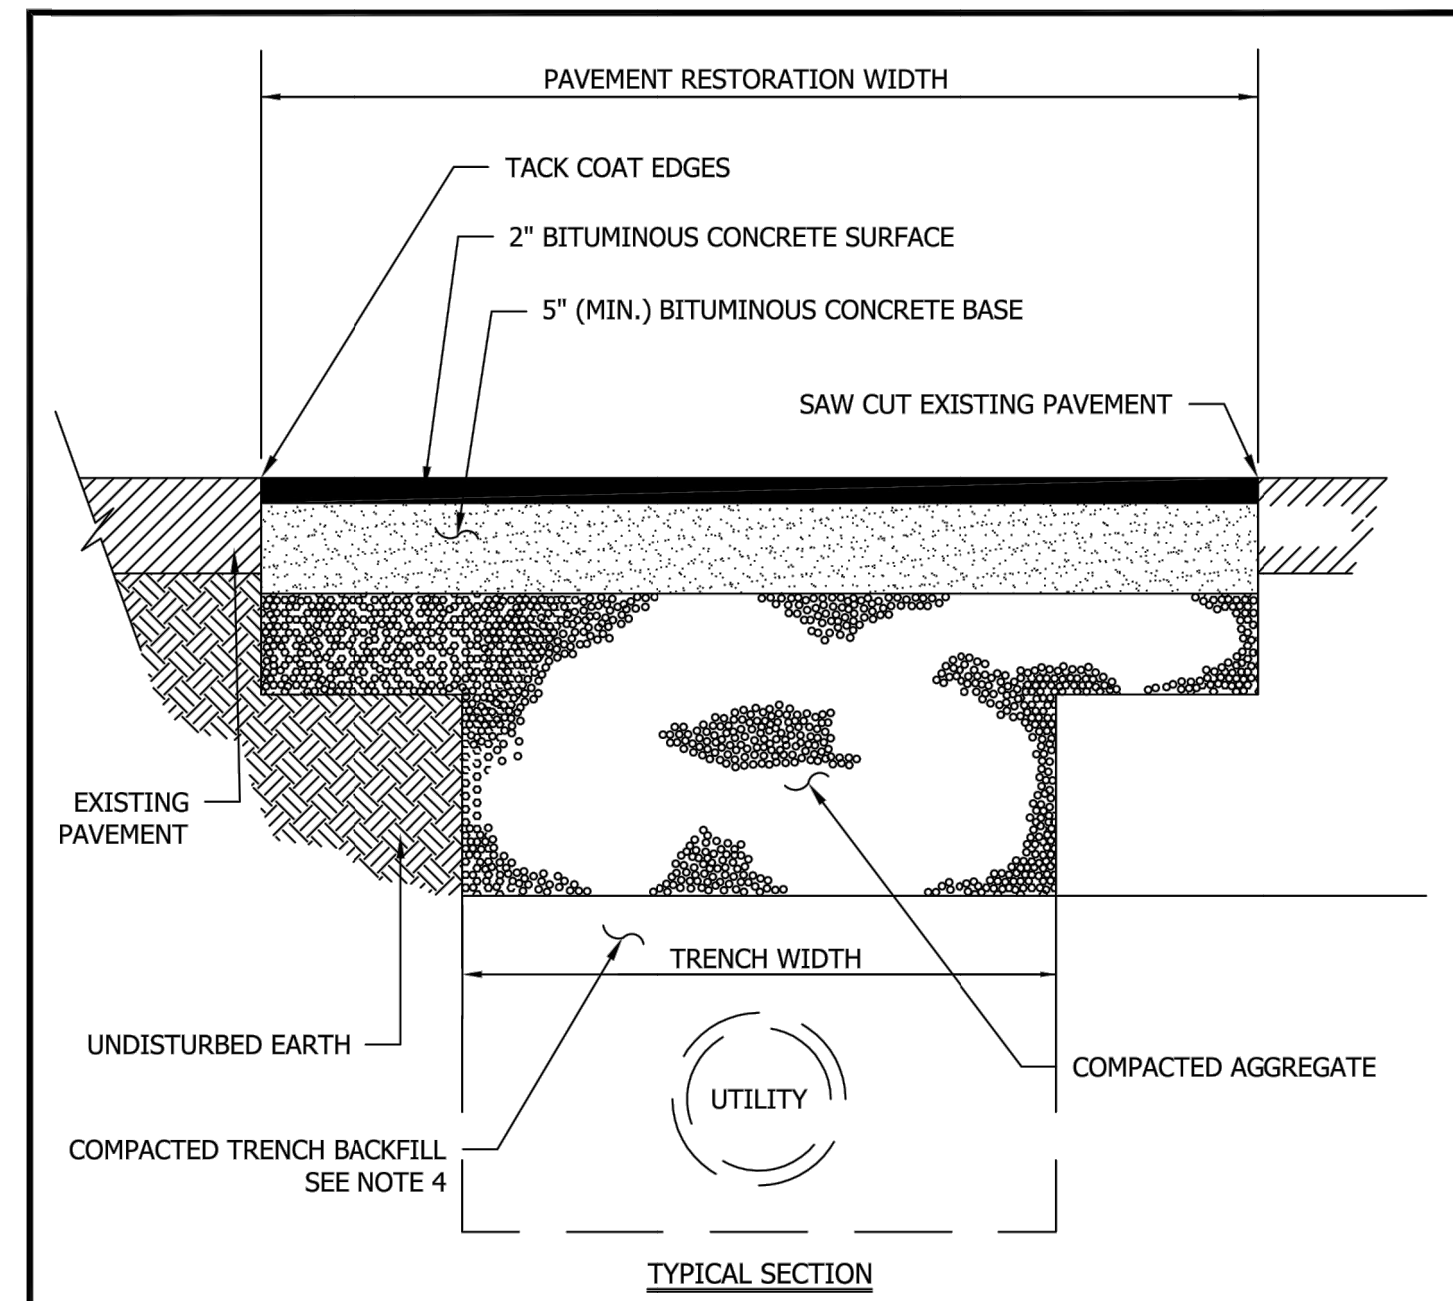 PAVEMENT RESTORATION WIDTH
TACK COAT EDGES
2" BITUMINOUS CONCRETE SURFACE
5" (MIN.) BITUMINOUS CONCRETE BASE
SAW CUT EXISTING PAVEMENT
EXISTING
PAVEMENT
TRENCH WIDTH
UNDISTURBED EARTH
COMPACTED AGGREGATE
UTILITY
COMPACTED TRENCH BACKFILL
SEE NOTE 4
TYPICAL SECTION